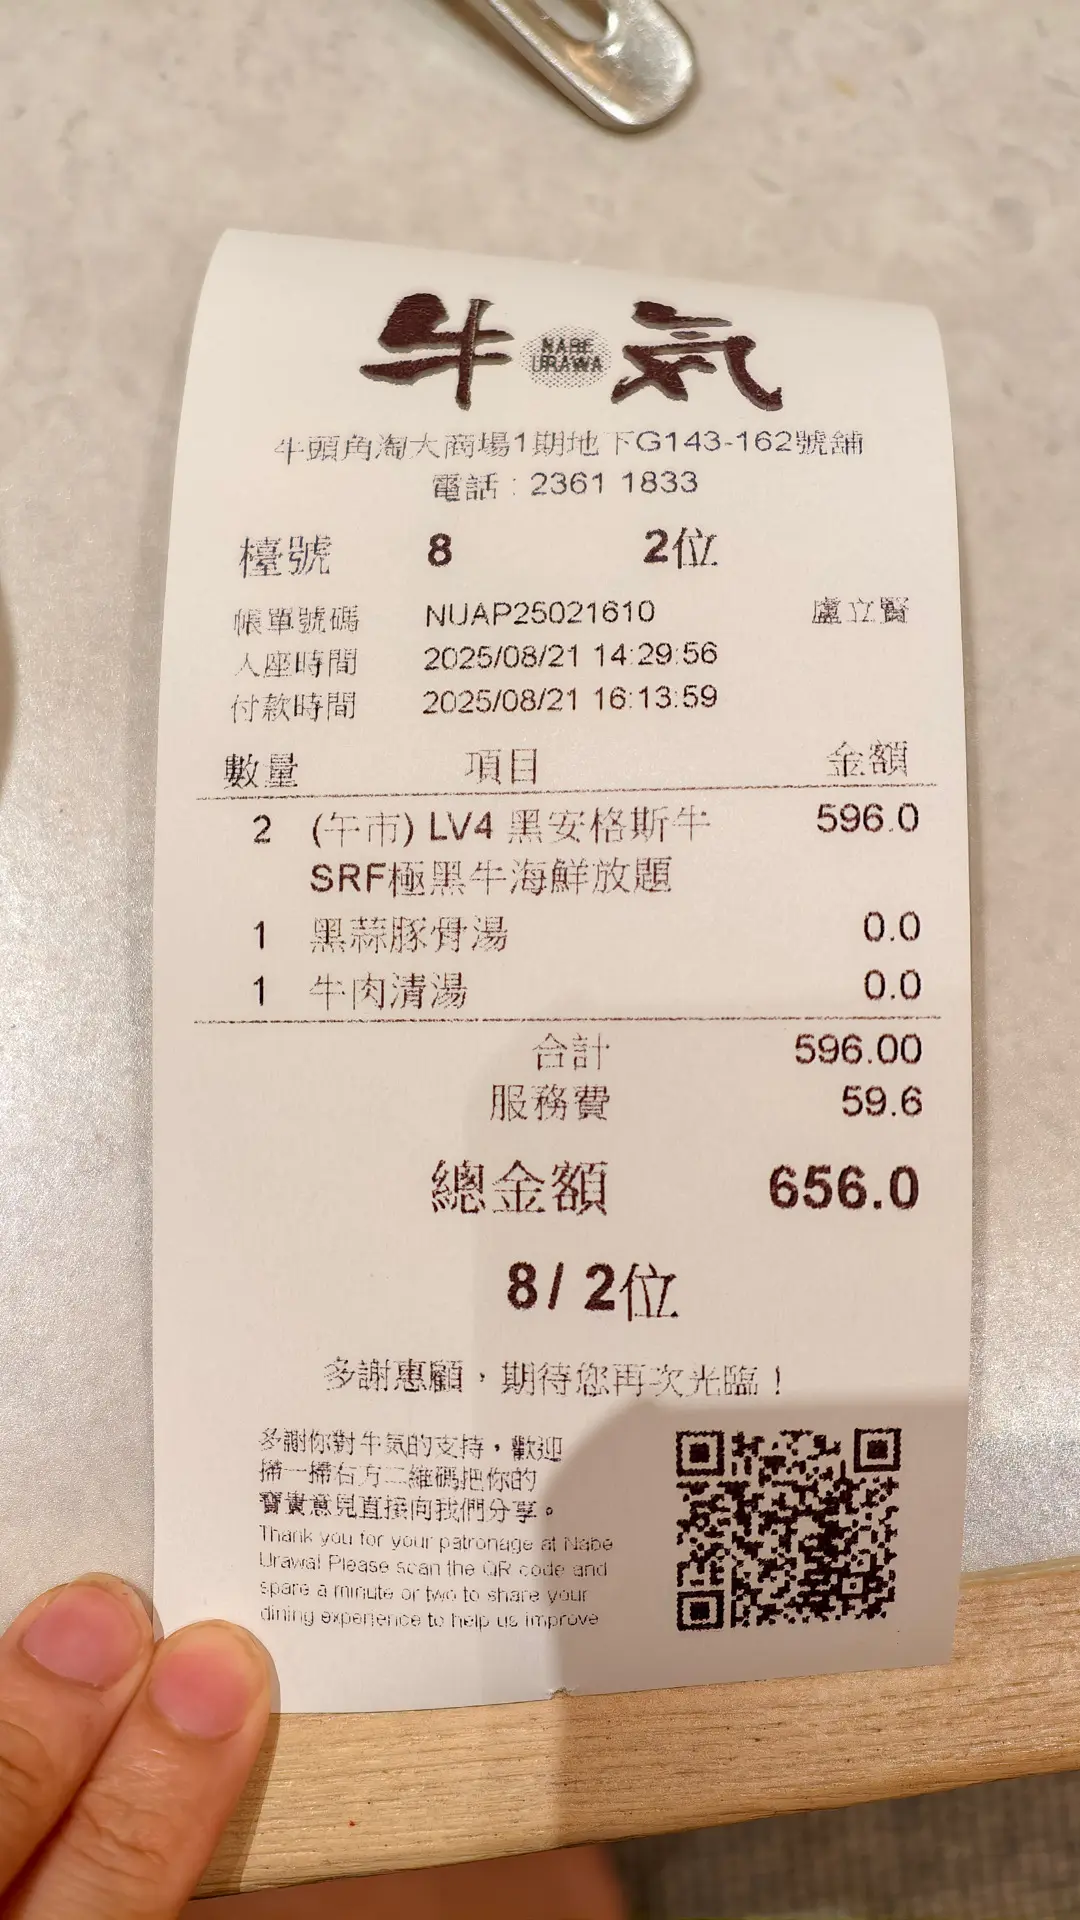 牛 NABE URAWA 気
牛頭角淘大商場1期地下G143-162號舖
電話 : 2361 1833
檯號 8 2位
帳單號碼 NUAP25021610 盧立賢
入座時間 2025/08/21 14:29:56
付款時間 2025/08/21 16:13:59
數量 項目 金額
2 (午市) LV4 黑安格斯牛 596.0
SRF極黑牛海鮮放題
1 黑蒜豚骨湯 0.0
1 牛肉清湯 0.0
合計 596.00
服務費 59.6
總金額 656.0
8/ 2位
多謝惠顧，期待您再次光臨！
多謝你對牛気的支持，歡迎
掃一掃右方二維碼把你的
寶貴意見直接向我們分享。
Thank you for your patronage at Nabe
Urawa! Please scan the QR code and
spare a minute or two to share your
dining experience to help us improve